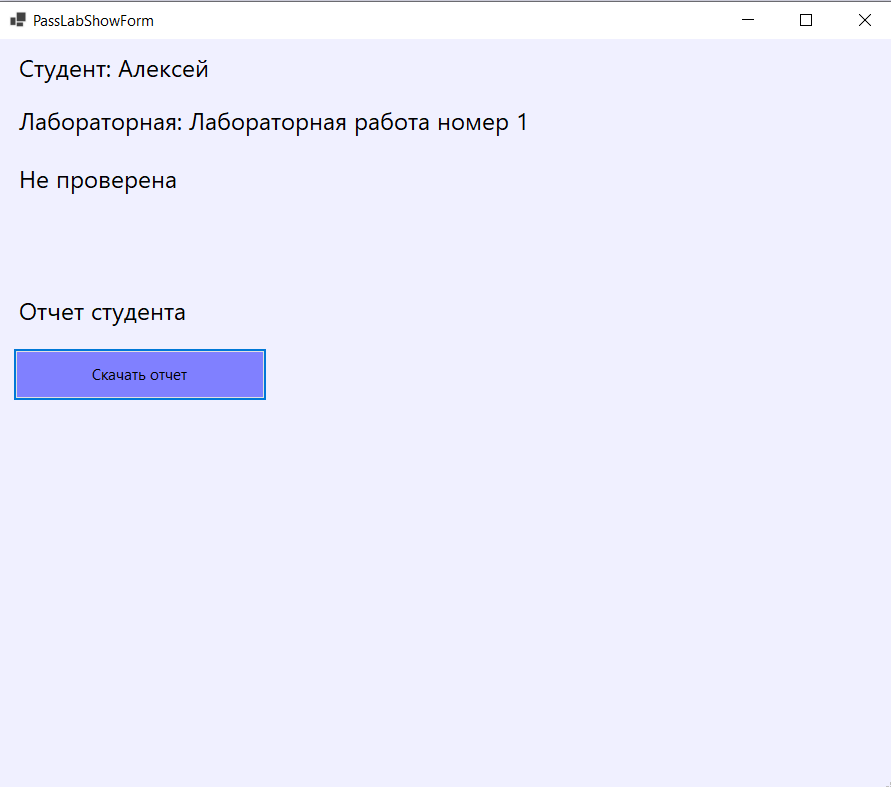 PassLabShowForm
Студент: Алексей
Лабораторная: Лабораторная работа номер 1
Не проверена
Отчет студента
Скачать отчет